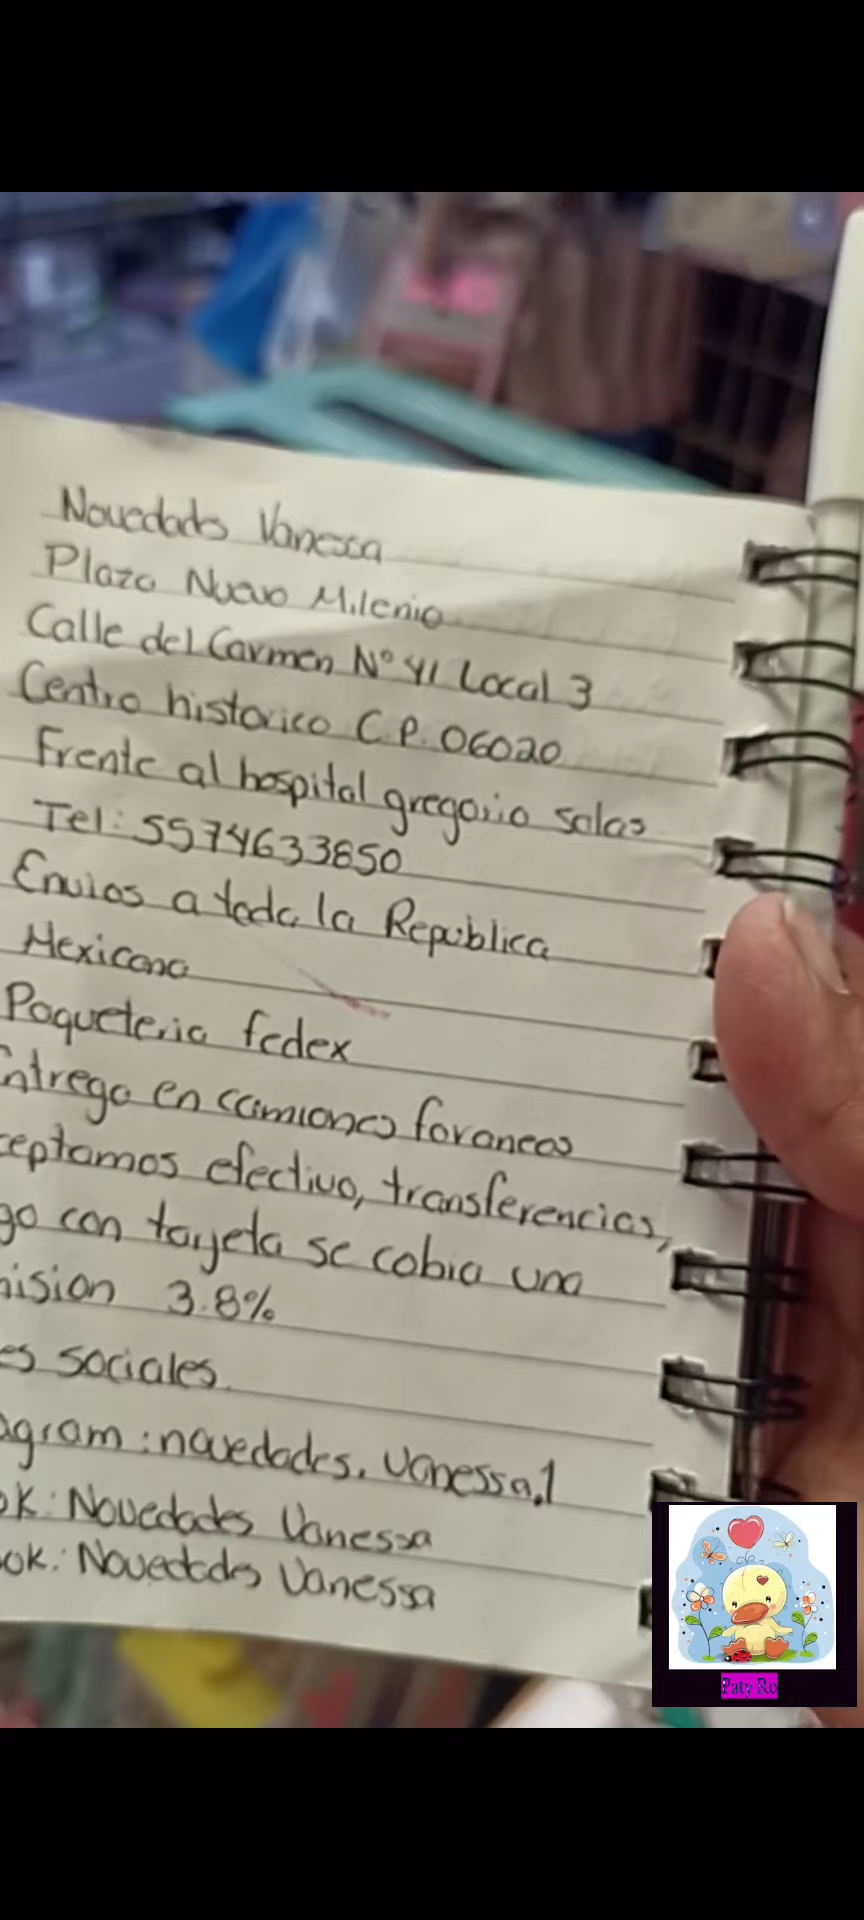 Novedades Vanessa
Plaza Nuevo Milenio
Calle del Carmen N° 41 Local 3
Centro historico C.P. 06020
Frente al hospital gregorio salas
Tel: 5574633850
Envios a toda la Republica
Mexicana
Paqueteria fedex
Entrega en camiones foraneos
ceptamos efectivo, transferencias,
go con tarjeta se cobra una
misión 3.8%
es sociales.
agram: novedades.vanessa.1
ok: Novedades Vanessa
ook: Novedades Vanessa
Paty Ro